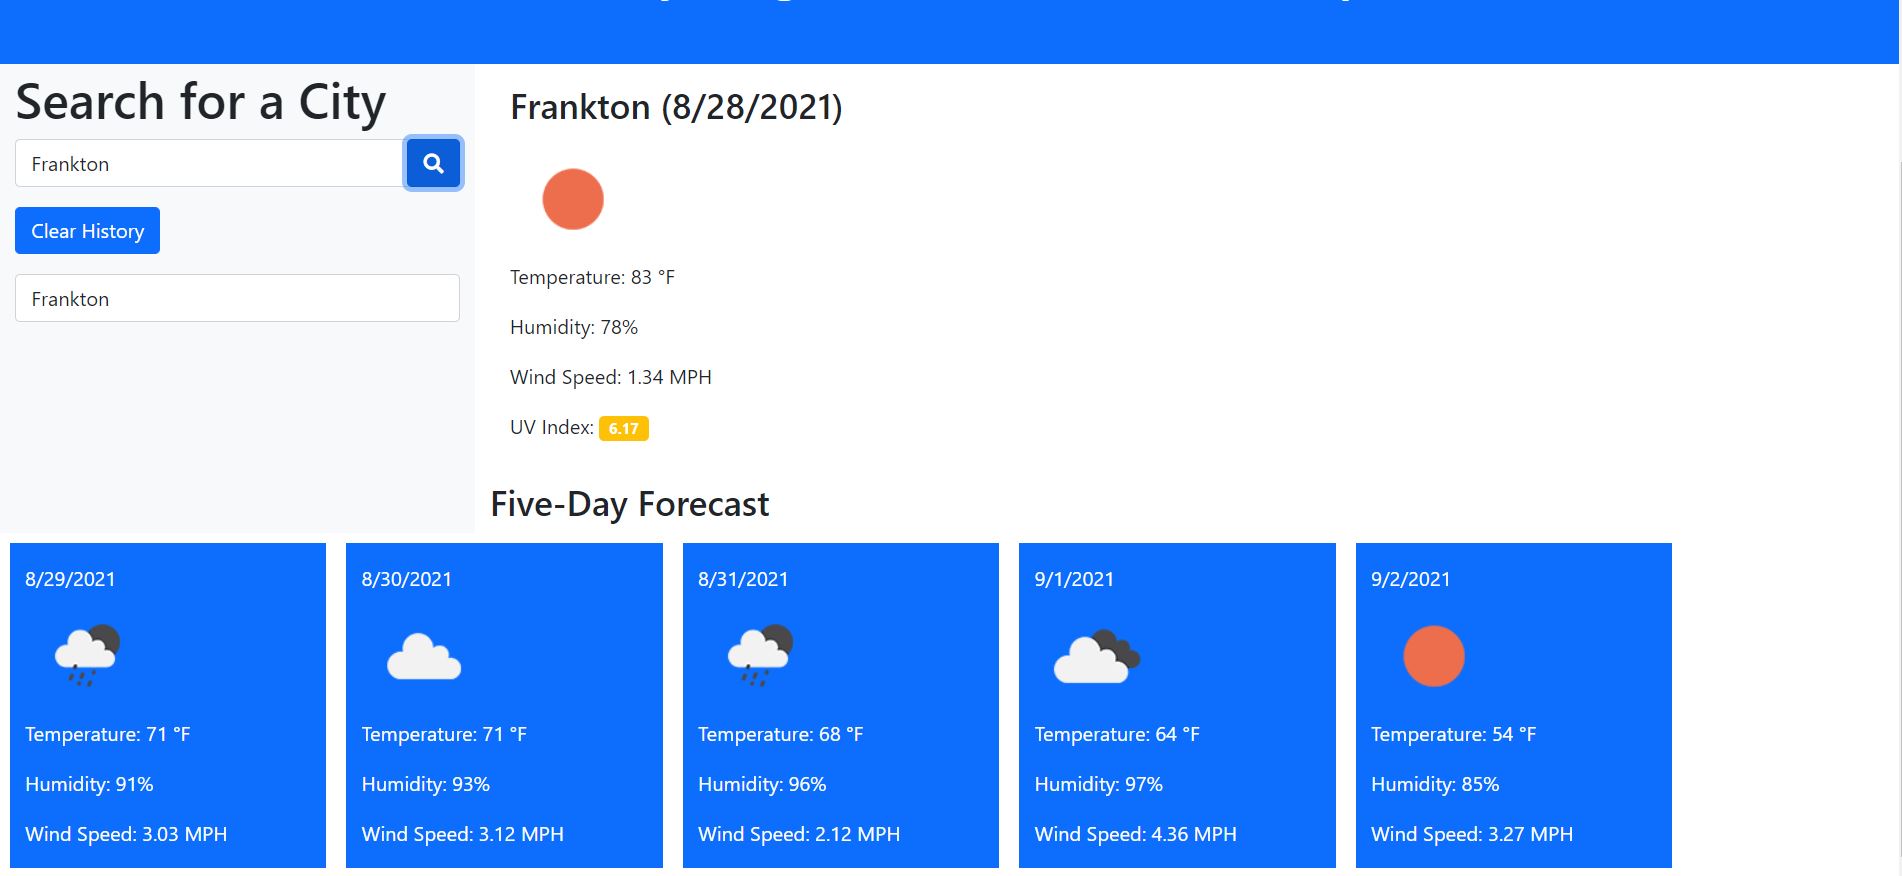 Search for a City
Frankton
Clear History
Frankton
Frankton (8/28/2021)
Temperature: 83 °F
Humidity: 78%
Wind Speed: 1.34 MPH
UV Index: 6.17
Five-Day Forecast
8/29/2021
Temperature: 71 °F
Humidity: 91%
Wind Speed: 3.03 MPH
8/30/2021
Temperature: 71 °F
Humidity: 93%
Wind Speed: 3.12 MPH
8/31/2021
Temperature: 68 °F
Humidity: 96%
Wind Speed: 2.12 MPH
9/1/2021
Temperature: 64 °F
Humidity: 97%
Wind Speed: 4.36 MPH
9/2/2021
Temperature: 54 °F
Humidity: 85%
Wind Speed: 3.27 MPH